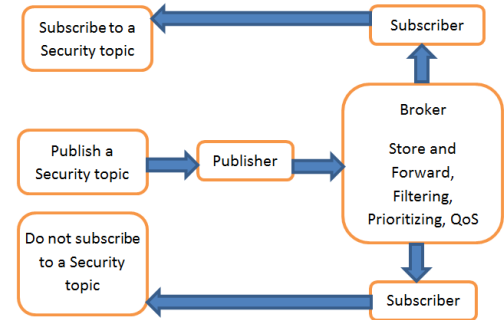 Subscribe to a
Security topic
Subscriber
Broker
Store and
Forward,
Filtering,
Prioritizing, QoS
Publish a
Security topic
Publisher
Do not subscribe
to a Security
topic
Subscriber